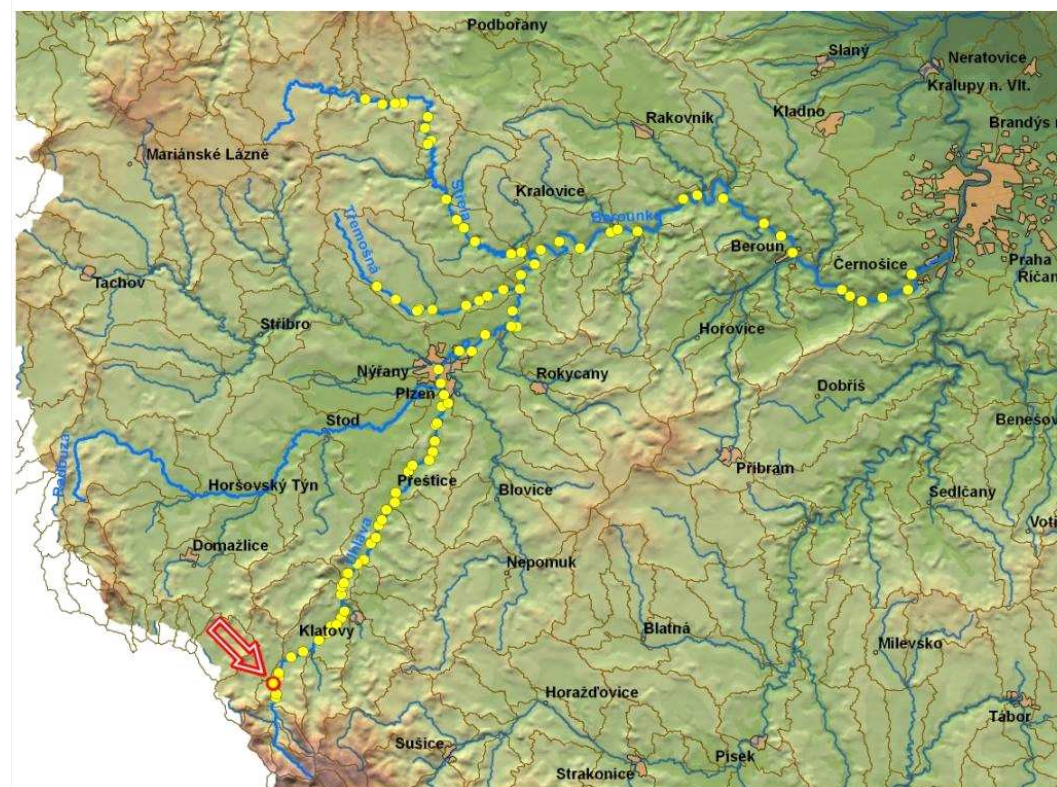 Podbořany
Slaný
Neratovice
Kralupy n. Vlt.
Kladno
Rakovník
Brandýs n
Mariánské Lázně
Kralovice
Střela
Berounka
Třemošná
Beroun
Černošice
Praha
Říčan
Tachov
Stříbro
Hořovice
Nýřany
Rokycany
Plzeň
Dobříš
Stod
Benešov
Radbuza
Příbram
Horšovský Týn
Přeštice
Blovice
Sedlčany
Voti
Úhlava
Domažlice
Nepomuk
Klatovy
Blatná
Milevsko
Horažďovice
Tábor
Sušice
Písek
Strakonice